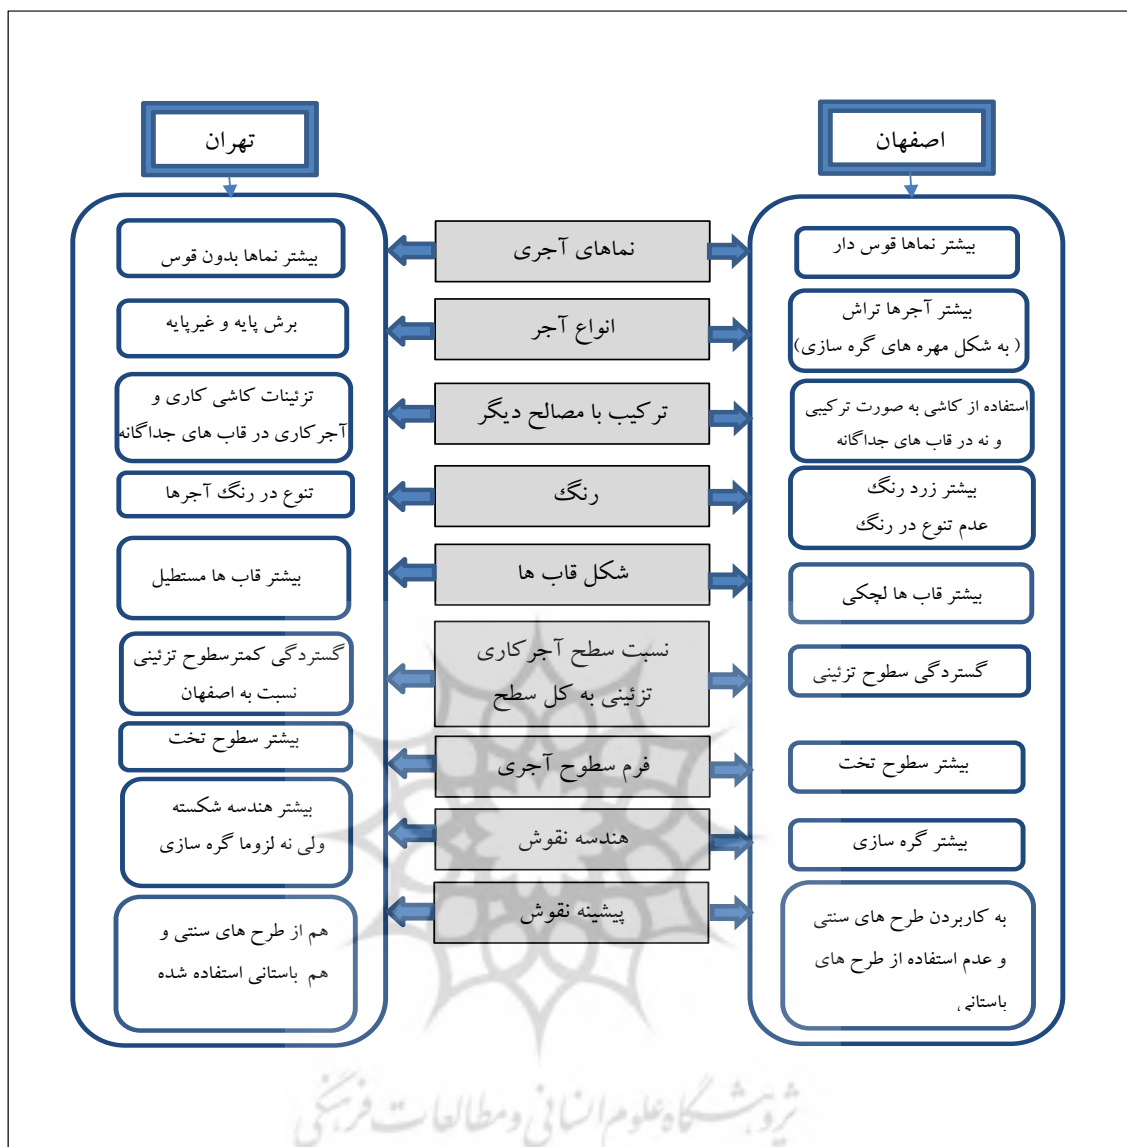 اصفهان
تهران
نماهای آجری
بیشتر نماها قوس دار
بیشتر نماها بدون قوس
انواع آجر
بیشتر آجرها تراش
( به شکل مهره های گره سازی)
برش پایه و غیرپایه
ترکیب با مصالح دیگر
استفاده از کاشی به صورت ترکیبی
و نه در قاب های جداگانه
تزئینات کاشی کاری و
آجرکاری در قاب های جداگانه
رنگ
بیشتر زرد رنگ
عدم تنوع در رنگ
تنوع در رنگ آجرها
شکل قاب ها
بیشتر قاب ها لچکی
بیشتر قاب ها مستطیل
نسبت سطح آجرکاری
تزئینی به کل سطح
گستردگی سطوح تزئینی
گستردگی کمترسطوح تزئینی
نسبت به اصفهان
فرم سطوح آجری
بیشتر سطوح تخت
بیشتر سطوح تخت
هندسه نقوش
بیشتر گره سازی
بیشتر هندسه شکسته
ولی نه لزوما گره سازی
پیشینه نقوش
به کاربردن طرح های سنتی
و عدم استفاده از طرح های
باستانی
هم از طرح های سنتی و
هم باستانی استفاده شده
پژوهشگاه علوم انسانی و مطالعات فرهنگی